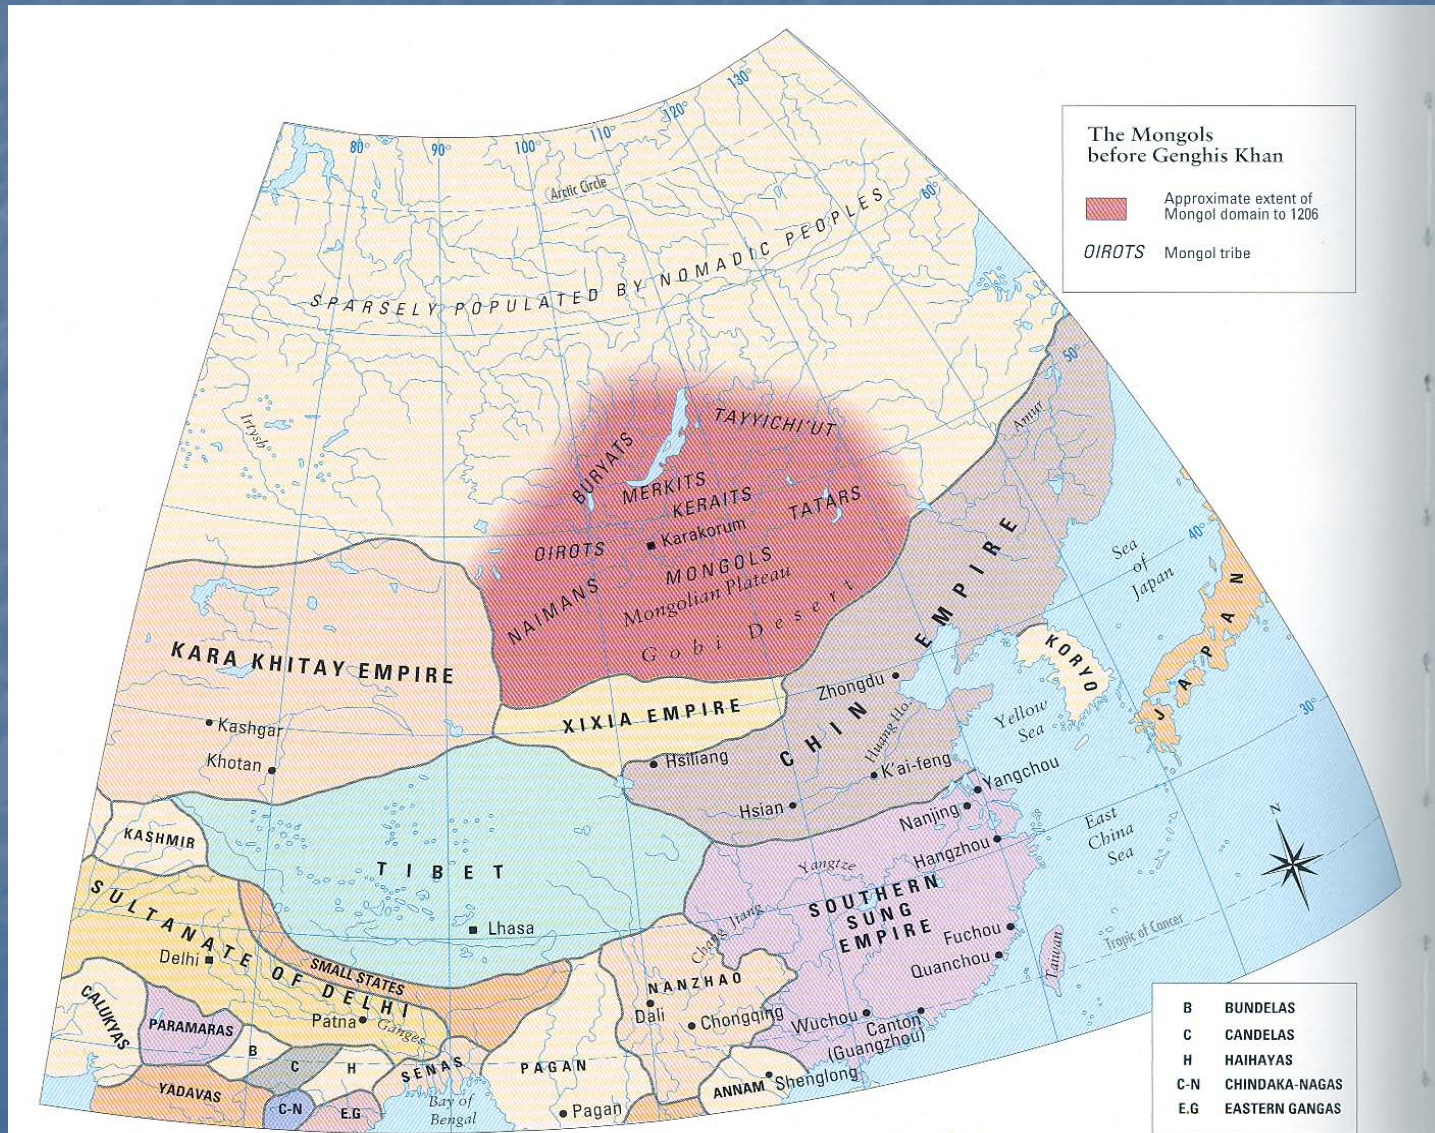 The Mongols
before Genghis Khan
Approximate extent of
Mongol domain to 1206
OIROTS Mongol tribe
80°
90°
100°
110°
120°
130°
Arctic Circle
60°
SPARSELY POPULATED BY NOMADIC PEOPLES
50°
Irtysh
Amur
TAYYICHI'UT
BURYATS
MERKITS
KERAITS
TATARS
Karakorum
OIROTS
MONGOLS
NAIMANS
Mongolian Plateau
Gobi Desert
40°
Sea
of
Japan
JAPAN
KORYO
KARA KHITAY EMPIRE
Kashgar
Khotan
XIXIA EMPIRE
CHIN EMPIRE
Zhongdu
Huang Ho
Yellow
Sea
30°
Hsiliang
K'ai-feng
Hsian
Yangchou
Nanjing
Hangzhou
East
China
Sea
N
KASHMIR
TIBET
Lhasa
Yangtze
SOUTHERN
SUNG
EMPIRE
Chang Jiang
Fuchou
Quanchou
Taiwan
Tropic of Cancer
SULTANATE OF DELHI
Delhi
SMALL STATES
Patna
Ganges
NANZHAO
Dali
Chongqing
Wuchou
Canton
(Guangzhou)
CALUKYAS
PARAMARAS
B
C
H
SENAS
PAGAN
ANNAM
Shenglong
YADAVAS
C-N
E.G
Bay of
Bengal
Pagan
B BUNDELAS
C CANDELAS
H HAIHAYAS
C-N CHINDAKA-NAGAS
E.G EASTERN GANGAS